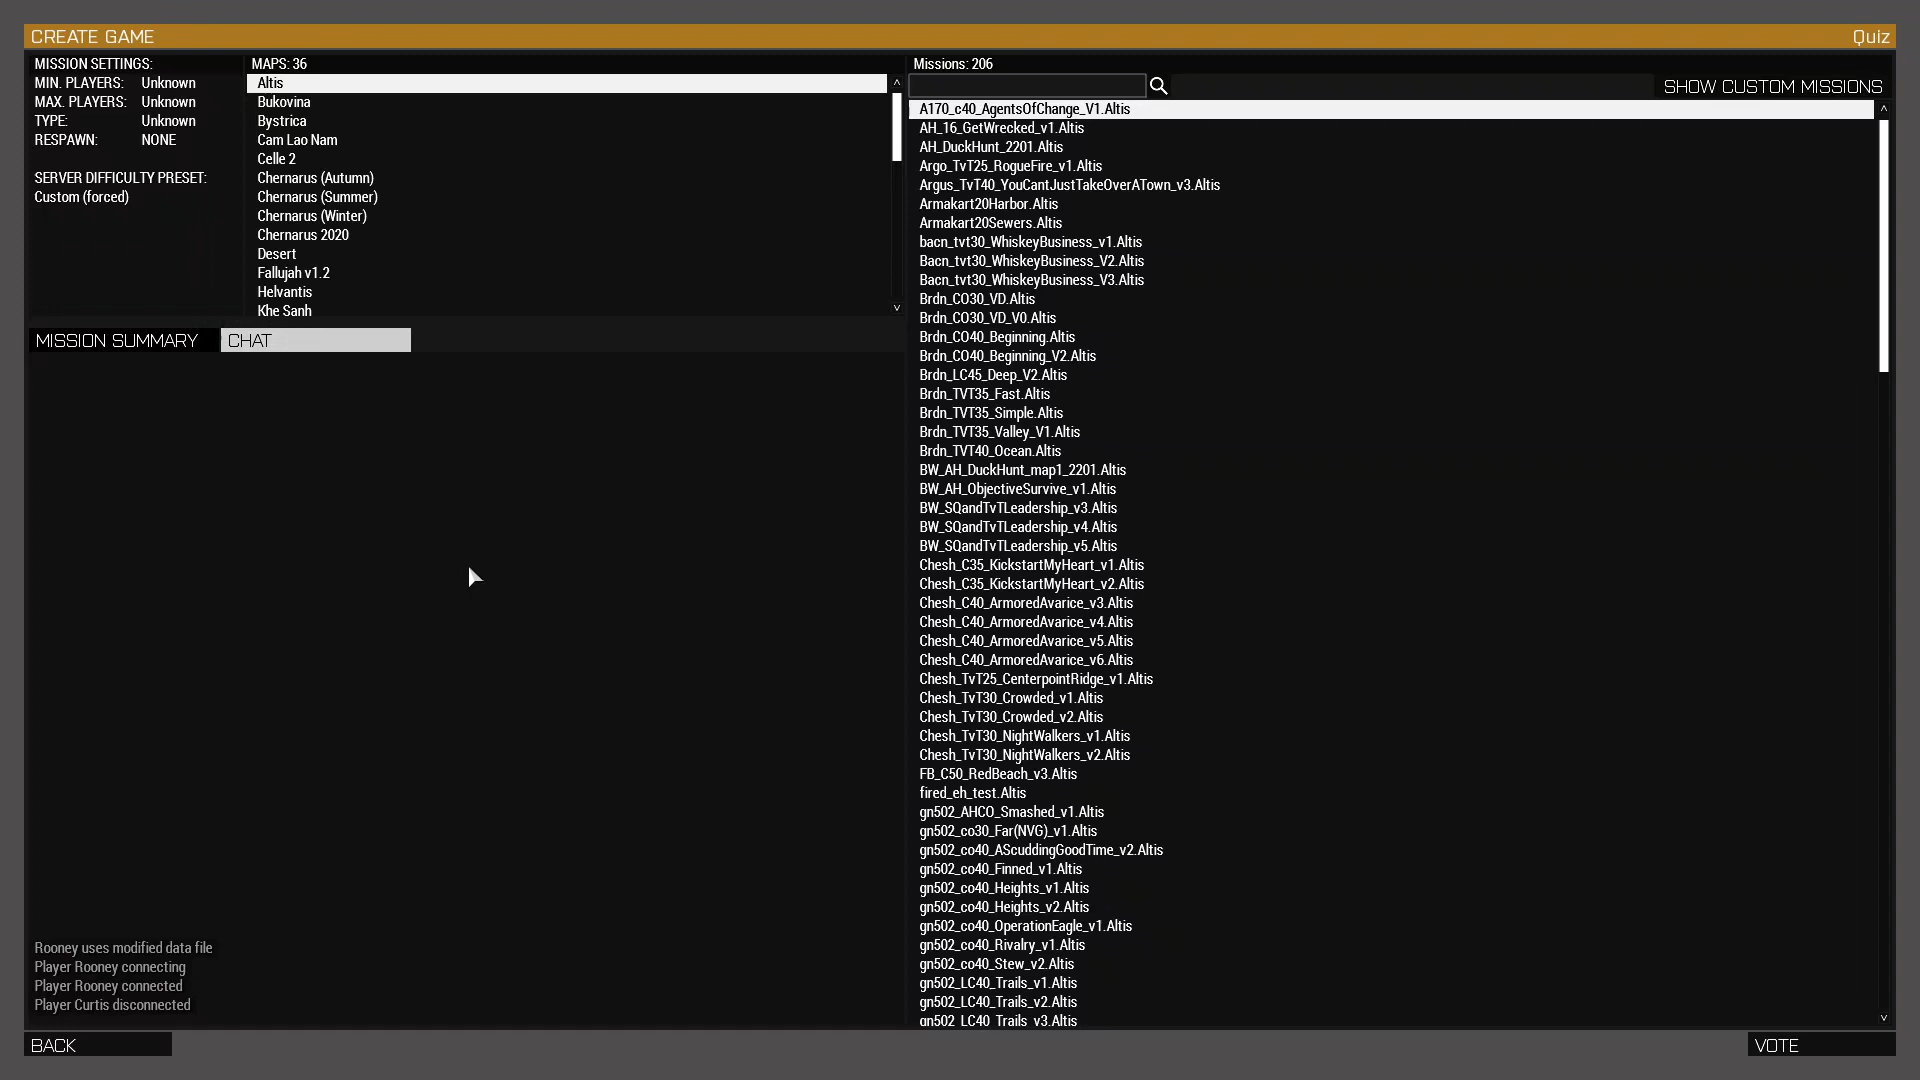 CREATE GAME
Quiz
MISSION SETTINGS:
MIN. PLAYERS: Unknown
MAX. PLAYERS: Unknown
TYPE: Unknown
RESPAWN: NONE
SERVER DIFFICULTY PRESET:
Custom (forced)
MAPS: 36
Altis
Bukovina
Bystrica
Cam Lao Nam
Celle 2
Chernarus (Autumn)
Chernarus (Summer)
Chernarus (Winter)
Chernarus 2020
Desert
Fallujah v1.2
Helvantis
Khe Sanh
MISSION SUMMARY
CHAT
Rooney uses modified data file
Player Rooney connecting
Player Rooney connected
Player Curtis disconnected
Missions: 206
SHOW CUSTOM MISSIONS
A170_c40_AgentsOfChange_V1.Altis
AH_16_GetWrecked_v1.Altis
AH_DuckHunt_2201.Altis
Argo_TvT25_RogueFire_v1.Altis
Argus_TvT40_YouCantJustTakeOverATown_v3.Altis
Armakart20Harbor.Altis
Armakart20Sewers.Altis
bacn_tvt30_WhiskeyBusiness_v1.Altis
Bacn_tvt30_WhiskeyBusiness_V2.Altis
Bacn_tvt30_WhiskeyBusiness_V3.Altis
Brdn_CO30_VD.Altis
Brdn_CO30_VD_V0.Altis
Brdn_CO40_Beginning.Altis
Brdn_CO40_Beginning_V2.Altis
Brdn_LC45_Deep_V2.Altis
Brdn_TVT35_Fast.Altis
Brdn_TVT35_Simple.Altis
Brdn_TVT35_Valley_V1.Altis
Brdn_TVT40_Ocean.Altis
BW_AH_DuckHunt_map1_2201.Altis
BW_AH_ObjectiveSurvive_v1.Altis
BW_SQandTvTLeadership_v3.Altis
BW_SQandTvTLeadership_v4.Altis
BW_SQandTvTLeadership_v5.Altis
Chesh_C35_KickstartMyHeart_v1.Altis
Chesh_C35_KickstartMyHeart_v2.Altis
Chesh_C40_ArmoredAvarice_v3.Altis
Chesh_C40_ArmoredAvarice_v4.Altis
Chesh_C40_ArmoredAvarice_v5.Altis
Chesh_C40_ArmoredAvarice_v6.Altis
Chesh_TvT25_CenterpointRidge_v1.Altis
Chesh_TvT30_Crowded_v1.Altis
Chesh_TvT30_Crowded_v2.Altis
Chesh_TvT30_NightWalkers_v1.Altis
Chesh_TvT30_NightWalkers_v2.Altis
FB_C50_RedBeach_v3.Altis
fired_eh_test.Altis
gn502_AHCO_Smashed_v1.Altis
gn502_co30_Far(NVG)_v1.Altis
gn502_co40_AScuddingGoodTime_v2.Altis
gn502_co40_Finned_v1.Altis
gn502_co40_Heights_v1.Altis
gn502_co40_Heights_v2.Altis
gn502_co40_OperationEagle_v1.Altis
gn502_co40_Rivalry_v1.Altis
gn502_co40_Stew_v2.Altis
gn502_LC40_Trails_v1.Altis
gn502_LC40_Trails_v2.Altis
gn502_LC40_Trails_v3.Altis
BACK
VOTE